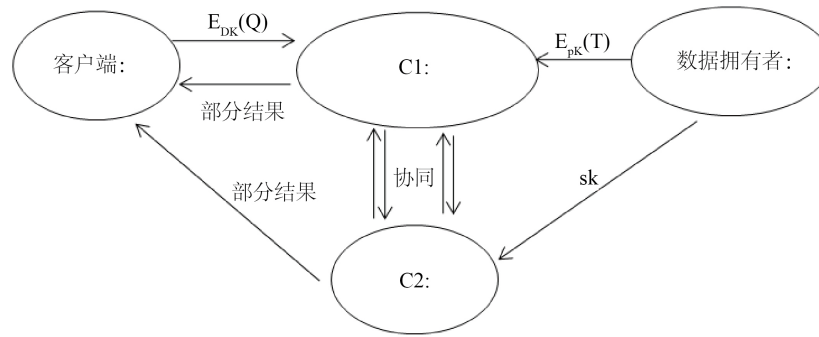 E_DK(Q)
E_pK(T)
客户端:
C1:
数据拥有者:
部分结果
协同
部分结果
sk
C2: